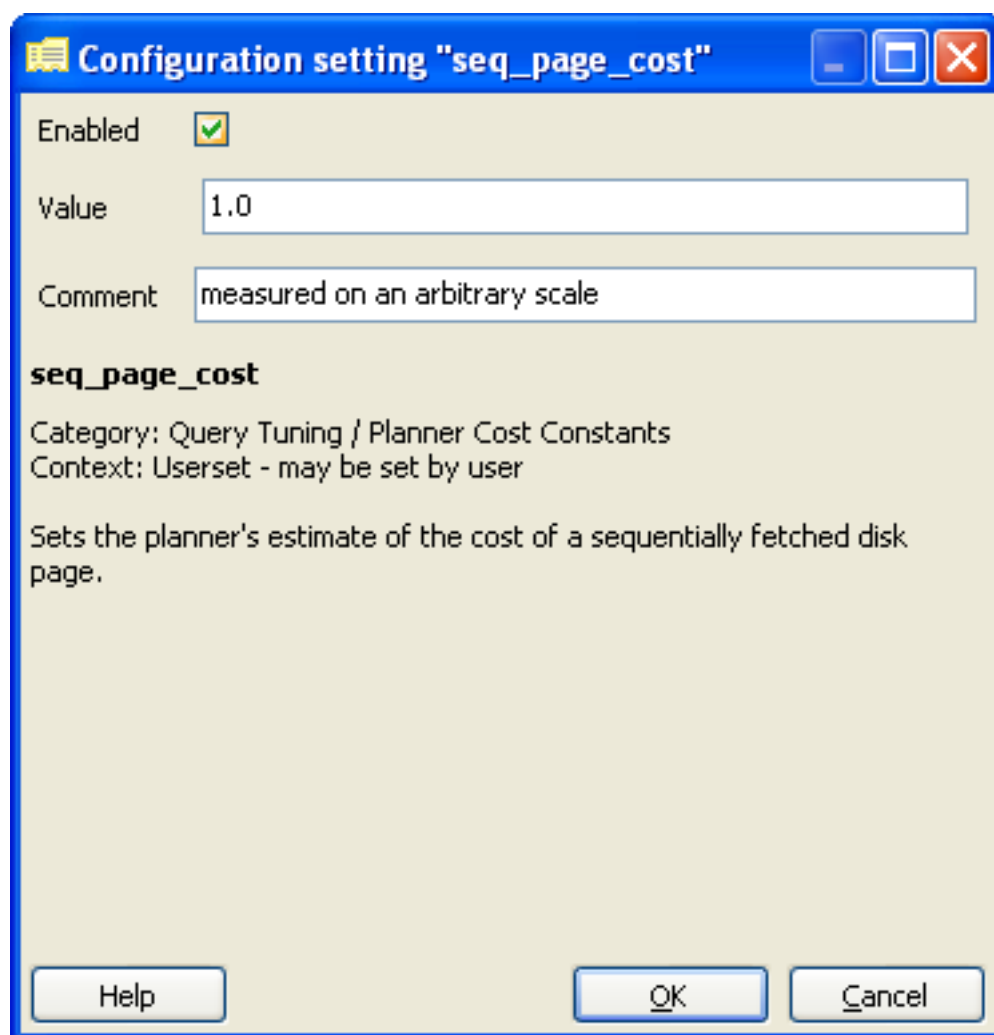 Configuration setting "seq_page_cost"
Enabled
Value 1.0
Comment measured on an arbitrary scale
seq_page_cost
Category: Query Tuning / Planner Cost Constants
Context: Userset - may be set by user
Sets the planner's estimate of the cost of a sequentially fetched disk
page.
Help OK Cancel